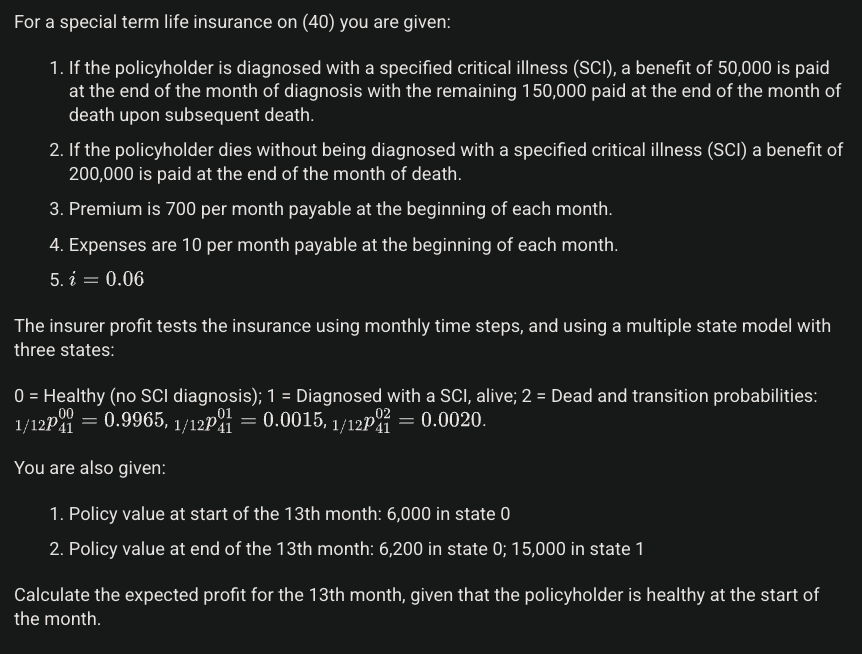 For a special term life insurance on (40) you are given:
1. If the policyholder is diagnosed with a specified critical illness (SCI), a benefit of 50,000 is paid
at the end of the month of diagnosis with the remaining 150,000 paid at the end of the month of
death upon subsequent death.
2. If the policyholder dies without being diagnosed with a specified critical illness (SCI) a benefit of
200,000 is paid at the end of the month of death.
3. Premium is 700 per month payable at the beginning of each month.
4. Expenses are 10 per month payable at the beginning of each month.
5. i = 0.06
The insurer profit tests the insurance using monthly time steps, and using a multiple state model with
three states:
0 = Healthy (no SCI diagnosis); 1 = Diagnosed with a SCI, alive; 2 = Dead and transition probabilities:
$_{1/12}p_{41}^{00} = 0.9965$, $_{1/12}p_{41}^{01} = 0.0015$, $_{1/12}p_{41}^{02} = 0.0020$.
You are also given:
1. Policy value at start of the 13th month: 6,000 in state 0
2. Policy value at end of the 13th month: 6,200 in state 0; 15,000 in state 1
Calculate the expected profit for the 13th month, given that the policyholder is healthy at the start of
the month.